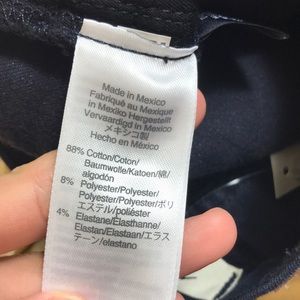 Made in Mexico
Fabriqué au Mexique
in Mexiko Hergestellt
Vervaardigd in Mexico
メキシコ製
Hecho en México
88% Cotton/Coton/
Baumwolle/Katoen/綿/
algodón
8% Polyester/Polyester/
Polyester/Polyester/ポリ
エステル/poliéster
4% Elastane/Élasthanne/
Elastan/Elastaan/エラス
テーン/elastano